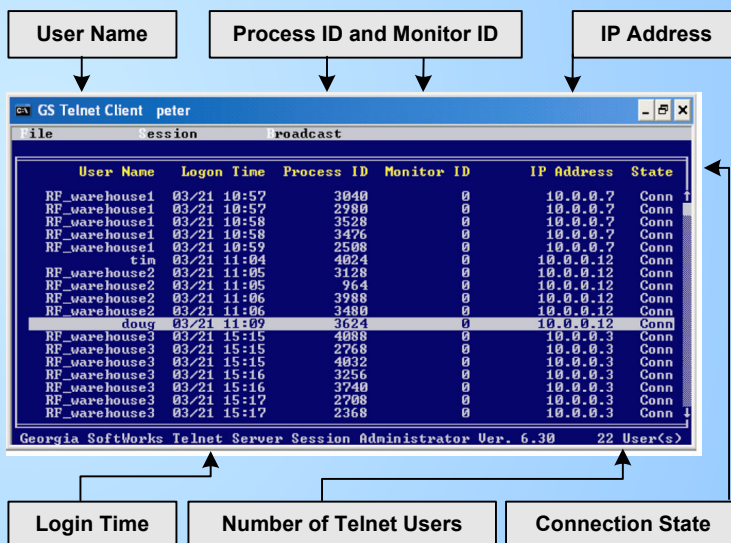 User Name
Process ID and Monitor ID
IP Address
GS Telnet Client peter
File Session Broadcast
User Name Logon Time Process ID Monitor ID IP Address State
RF_warehouse1 03/21 10:57 3040 0 10.0.0.7 Conn
RF_warehouse1 03/21 10:57 2980 0 10.0.0.7 Conn
RF_warehouse1 03/21 10:58 3528 0 10.0.0.7 Conn
RF_warehouse1 03/21 10:58 3476 0 10.0.0.7 Conn
RF_warehouse1 03/21 10:59 2508 0 10.0.0.7 Conn
tim 03/21 11:04 4024 0 10.0.0.12 Conn
RF_warehouse2 03/21 11:05 3128 0 10.0.0.12 Conn
RF_warehouse2 03/21 11:05 964 0 10.0.0.12 Conn
RF_warehouse2 03/21 11:06 3988 0 10.0.0.12 Conn
RF_warehouse2 03/21 11:06 3480 0 10.0.0.12 Conn
doug 03/21 11:09 3624 0 10.0.0.12 Conn
RF_warehouse3 03/21 15:15 4088 0 10.0.0.3 Conn
RF_warehouse3 03/21 15:15 2768 0 10.0.0.3 Conn
RF_warehouse3 03/21 15:15 4032 0 10.0.0.3 Conn
RF_warehouse3 03/21 15:16 3256 0 10.0.0.3 Conn
RF_warehouse3 03/21 15:16 3740 0 10.0.0.3 Conn
RF_warehouse3 03/21 15:17 2708 0 10.0.0.3 Conn
RF_warehouse3 03/21 15:17 2368 0 10.0.0.3 Conn
Georgia SoftWorks Telnet Server Session Administrator Ver. 6.30 22 User(s)
Login Time
Number of Telnet Users
Connection State